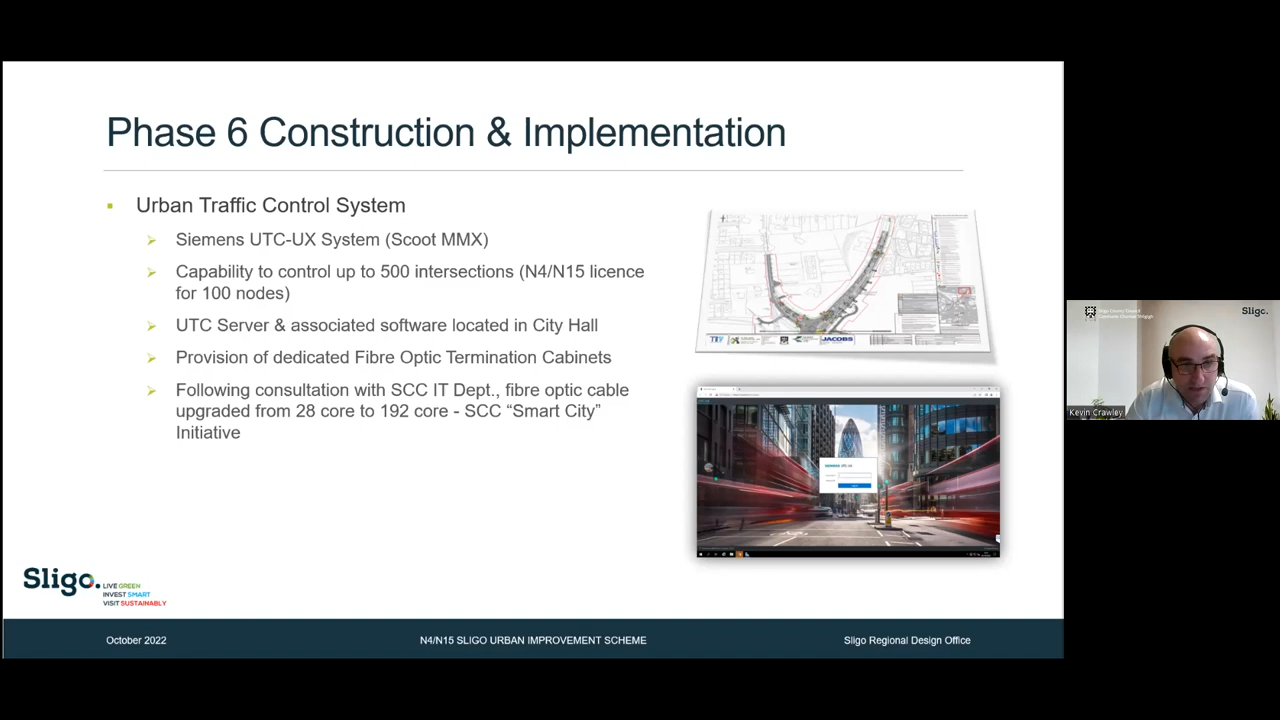 Phase 6 Construction & Implementation
Urban Traffic Control System
Siemens UTC-UX System (Scoot MMX)
Capability to control up to 500 intersections (N4/N15 licence
for 100 nodes)
UTC Server & associated software located in City Hall
Provision of dedicated Fibre Optic Termination Cabinets
Following consultation with SCC IT Dept., fibre optic cable
upgraded from 28 core to 192 core - SCC “Smart City”
Initiative
JACOBS
Sligo.
LIVE GREEN
INVEST SMART
VISIT SUSTAINABLY
October 2022
N4/N15 SLIGO URBAN IMPROVEMENT SCHEME
Sligo Regional Design Office
Sligo County Council
Sligo.
Kevin Crawley